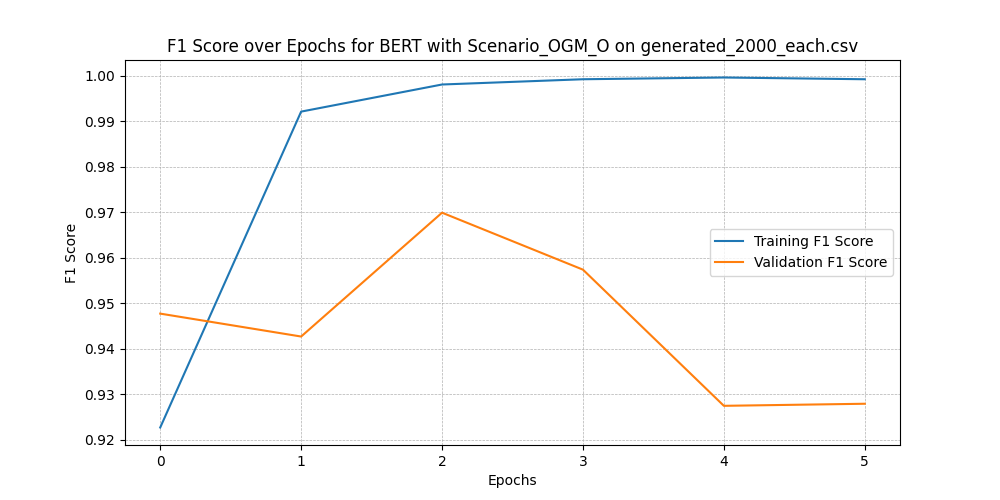 F1 Score over Epochs for BERT with Scenario_OGM_O on generated_2000_each.csv
1.00
0.99
0.98
0.97
0.96
0.95
0.94
0.93
0.92
F1 Score
Training F1 Score
Validation F1 Score
0 1 2 3 4 5
Epochs